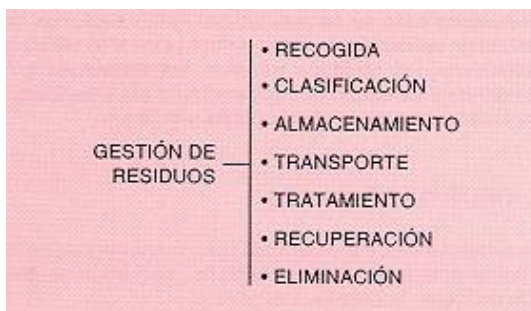 GESTIÓN DE
RESIDUOS
• RECOGIDA
• CLASIFICACIÓN
• ALMACENAMIENTO
• TRANSPORTE
• TRATAMIENTO
• RECUPERACIÓN
• ELIMINACIÓN